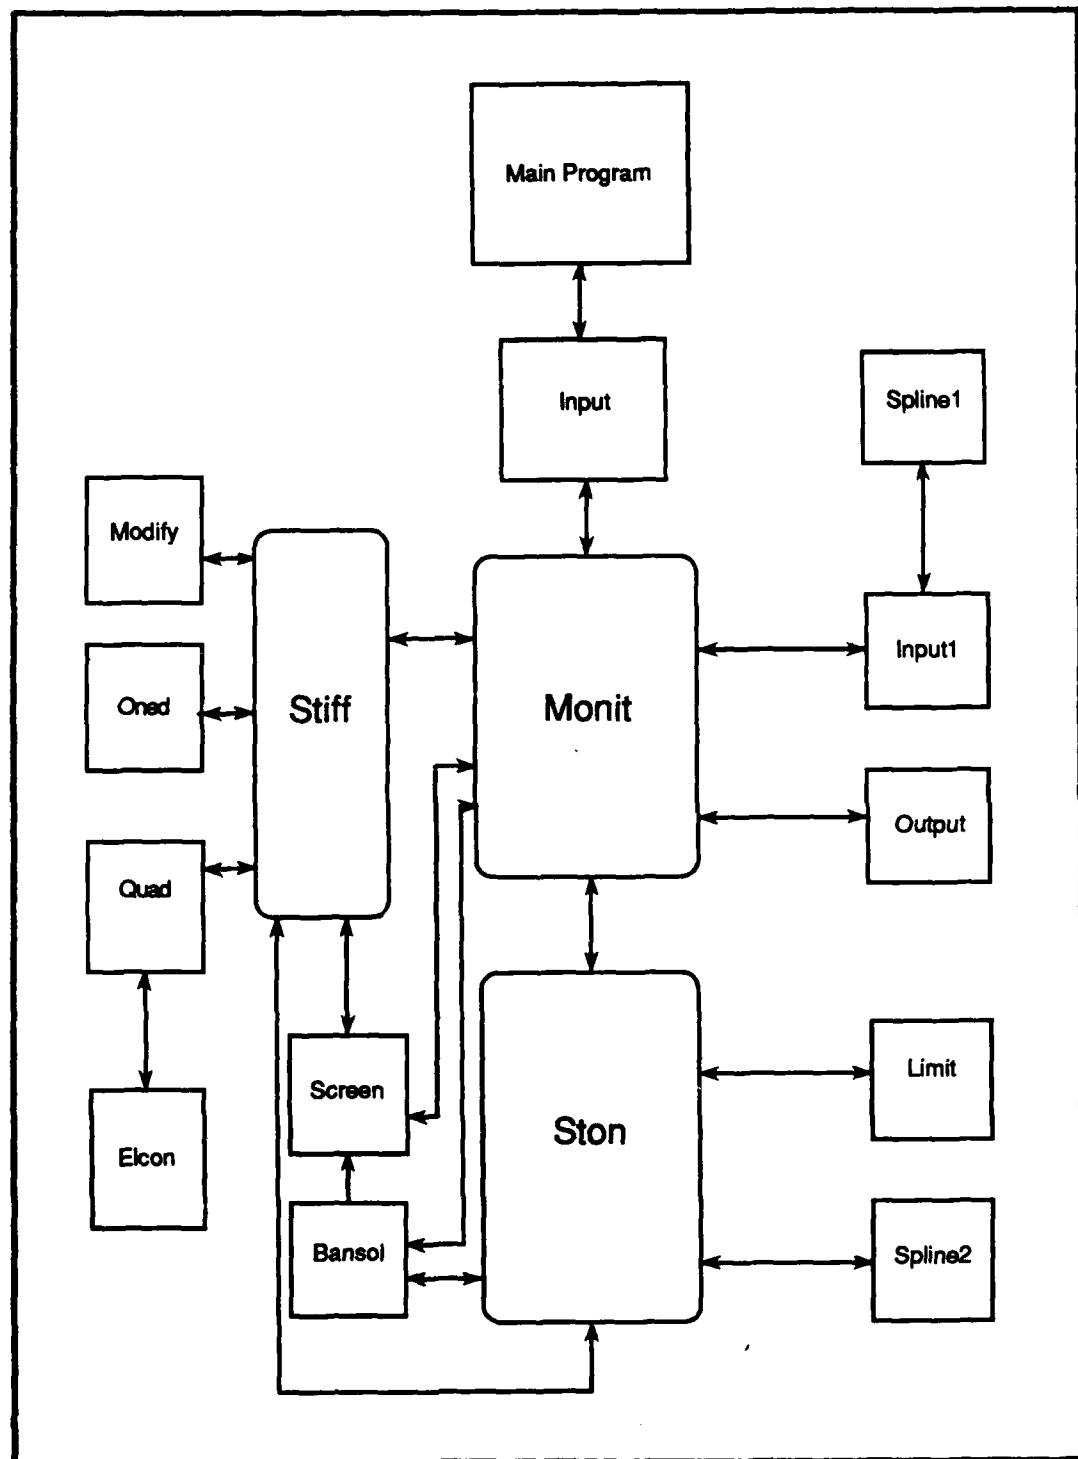 Main Program
Input
Spline1
Modify
Oned
Stiff
Monit
Input1
Output
Quad
Screen
Elcon
Bansol
Ston
Limit
Spline2